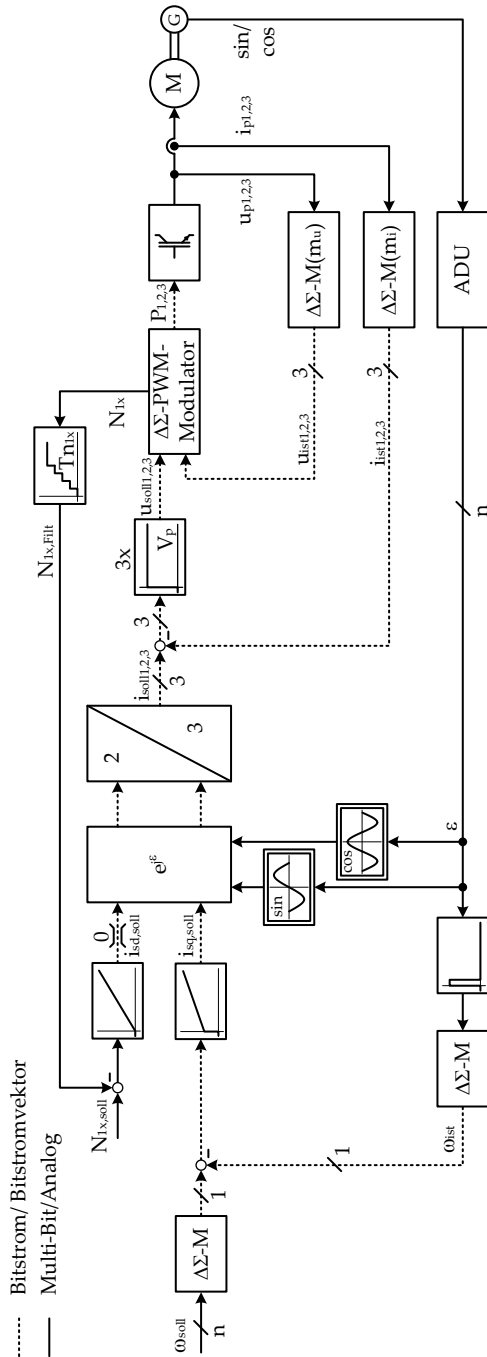 Bitstrom/ Bitstromvektor
Multi-Bit/Analog
N1x,soll
N1x,Filt
Tn1x
N1x
0
isd,soll
isq,soll
ωsoll
n
ΔΣ-M
1
ejε
2
3
isoll1,2,3
3
3
3x
Vp
usoll1,2,3
ΔΣ-PWM-
Modulator
P1,2,3
up1,2,3
ip1,2,3
M
G
sin/
cos
uist1,2,3
3
ΔΣ-M(mu)
iist1,2,3
3
ΔΣ-M(mi)
sin
cos
ε
n
ADU
ωist
1
ΔΣ-M